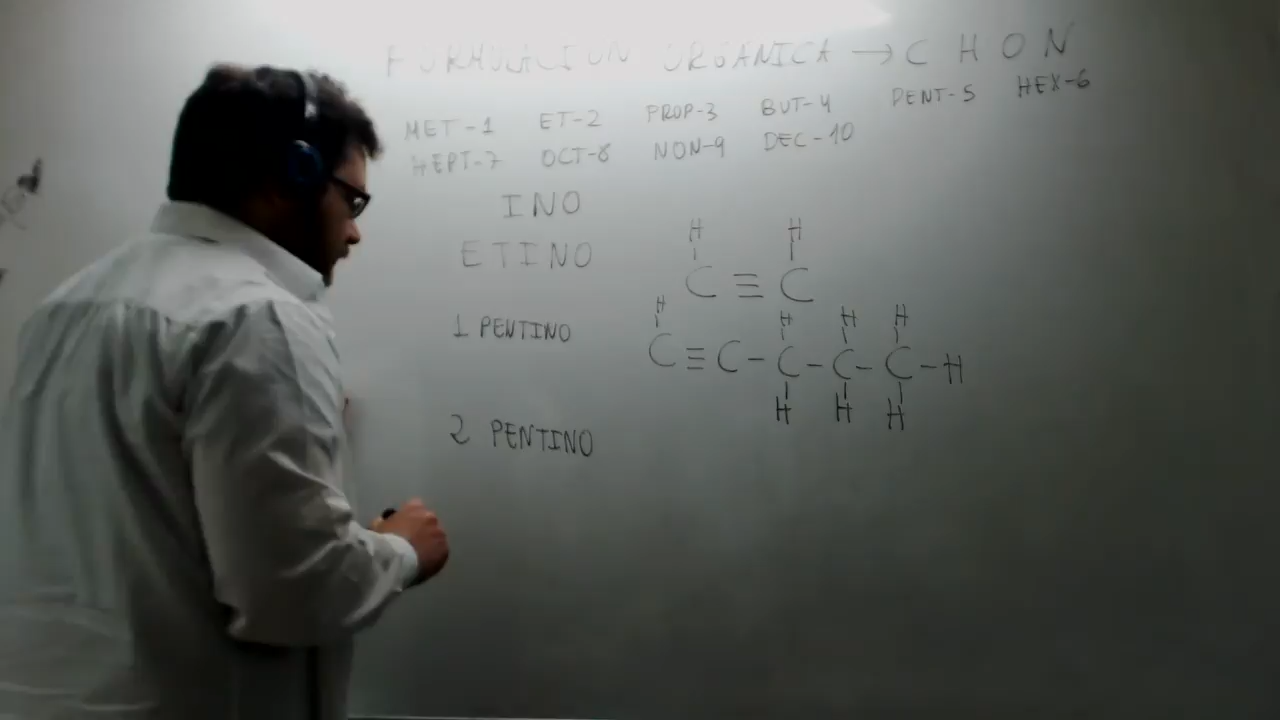 FORMULACION ORGANICA → C H O N
MET-1 ET-2 PROP-3 BUT-4 PENT-5 HEX-6
HEPT-7 OCT-8 NON-9 DEC-10
INO
ETINO
H H
C ≡ C
1 PENTINO
H H H H
C ≡ C - C - C - C - H
H H H
2 PENTINO